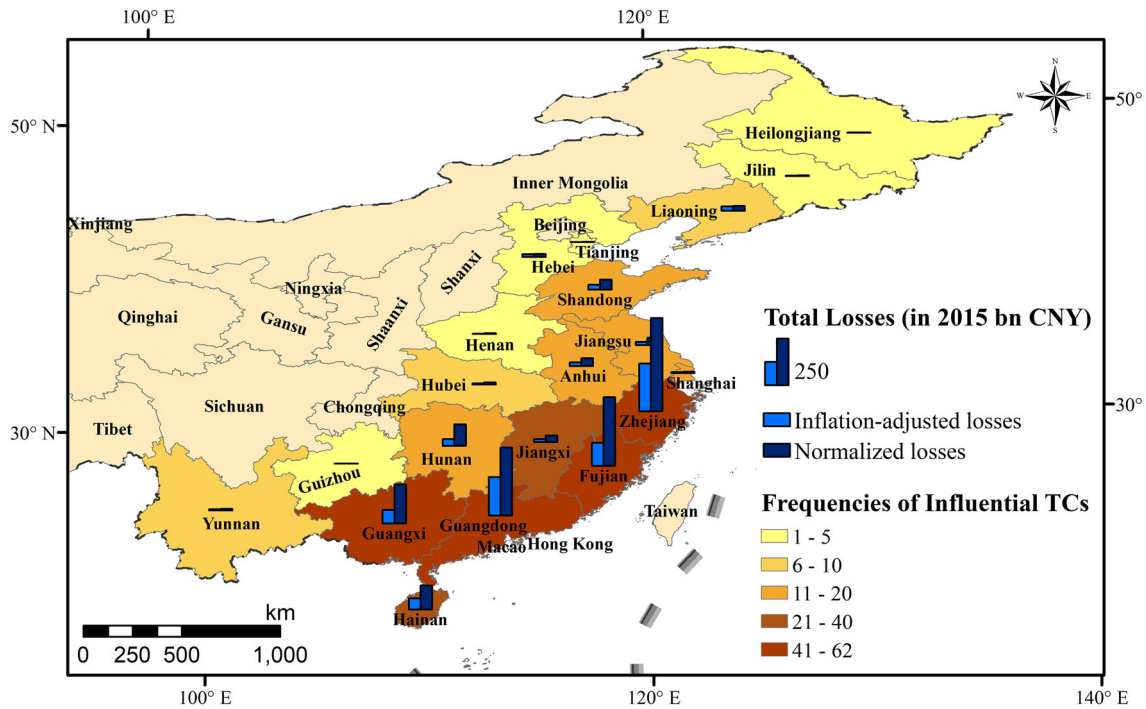 100° E
120° E
N
W
E
S
50° N
50°
Heilongjiang
Jilin
Inner Mongolia
Liaoning
Xinjiang
Beijing
Tianjing
Hebei
Shanxi
Ningxia
Shandong
Qinghai
Gansu
Shaanxi
Henan
Jiangsu
Total Losses (in 2015 bn CNY)
250
Anhui
Shanghai
Hubei
Sichuan
Chongqing
30°
Zhejiang
Inflation-adjusted losses
Tibet
30° N
Hunan
Jiangxi
Normalized losses
Fujian
Guizhou
Frequencies of Influential TCs
Taiwan
Yunnan
Guangxi
Guangdong
Macao
Hong Kong
1 - 5
6 - 10
11 - 20
21 - 40
41 - 62
Hainan
km
0 250 500 1,000
100° E
120° E
140° E